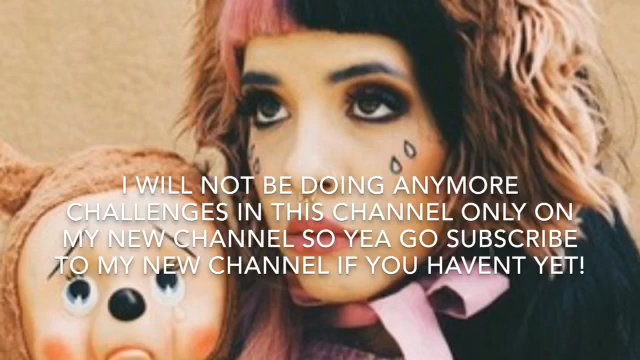 I WILL NOT BE DOING ANYMORE
CHALLENGES IN THIS CHANNEL ONLY ON
MY NEW CHANNEL SO YEA GO SUBSCRIBE
TO MY NEW CHANNEL IF YOU HAVENT YET!